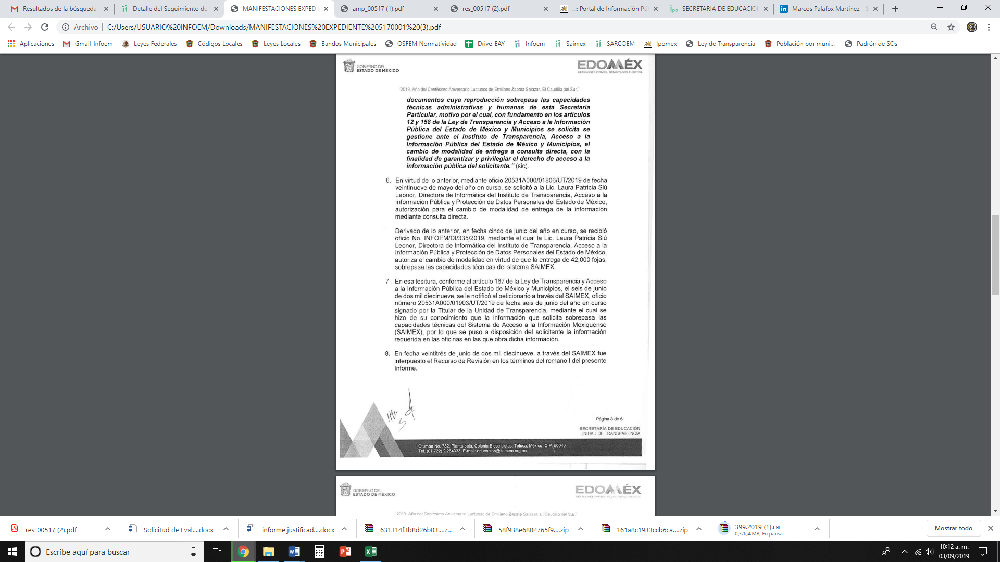 Resultados de la búsqueda
Detalle del Seguimiento de
MANIFESTACIONES EXPEDI
amp_00517 (1).pdf
res_00517 (2).pdf
..:: Portal de Información Pú
SECRETARIA DE EDUCACION
Marcos Palafox Martinez - S
Archivo
C:/Users/USUARIO%20INFOEM/Downloads/MANIFESTACIONES%20EXPEDIENTE%205170001%20(3).pdf
Aplicaciones
Gmail-Infoem
Leyes Federales
Códigos Locales
Leyes Locales
Bandos Municipales
OSFEM Normatividad
Drive-EAY
Infoem
Saimex
SARCOEM
Ipomex
Ley de Transparencia
Población por muni...
Padrón de SOs
GOBIERNO DEL
ESTADO DE MÉXICO
EDOMÉX
DECISIONES FIRMES, RESULTADOS FUERTES.
"2019. Año del Centésimo Aniversario Luctuoso de Emiliano Zapata Salazar. El Caudillo del Sur."
documentos cuya reproducción sobrepasa las capacidades
técnicas administrativas y humanas de esta Secretaría
Particular, motivo por el cual, con fundamento en los artículos
12 y 158 de la Ley de Transparencia y Acceso a la Información
Pública del Estado de México y Municipios se solicita se
gestione ante el Instituto de Transparencia, Acceso a la
Información Pública del Estado de México y Municipios, el
cambio de modalidad de entrega a consulta directa, con la
finalidad de garantizar y privilegiar el derecho de acceso a la
información pública del solicitante." (sic).
6. En virtud de lo anterior, mediante oficio 20531A000/01806/UT/2019 de fecha
veintinueve de mayo del año en curso, se solicitó a la Lic. Laura Patricia Siú
Leonor, Directora de Informática del Instituto de Transparencia, Acceso a la
Información Pública y Protección de Datos Personales del Estado de México,
autorización para el cambio de modalidad de entrega de la información
mediante consulta directa.
Derivado de lo anterior, en fecha cinco de junio del año en curso, se recibió
oficio No. INFOEM/DI/335/2019, mediante el cual la Lic. Laura Patricia Siú
Leonor, Directora de Informática del Instituto de Transparencia, Acceso a la
Información Pública y Protección de Datos Personales del Estado de México,
autoriza el cambio de modalidad en virtud de que la entrega de 42,000 fojas,
sobrepasa las capacidades técnicas del sistema SAIMEX.
7. En esa tesitura, conforme al artículo 167 de la Ley de Transparencia y Acceso
a la Información Pública del Estado de México y Municipios, el seis de junio
de dos mil diecinueve, se le notificó al peticionario a través del SAIMEX, oficio
número 20531A000/01903/UT/2019 de fecha seis de junio del año en curso
signado por la Titular de la Unidad de Transparencia, mediante el cual se
hizo de su conocimiento que la información que solicita sobrepasa las
capacidades técnicas del Sistema de Acceso a la Información Mexiquense
(SAIMEX), por lo que se puso a disposición del solicitante la información
requerida en las oficinas en las que obra dicha información.
8. En fecha veintitrés de junio de dos mil diecinueve, a través del SAIMEX fue
interpuesto el Recurso de Revisión en los términos del romano I del presente
Informe.
Página 3 de 6
SECRETARÍA DE EDUCACIÓN
UNIDAD DE TRANSPARENCIA
Otumba No. 782, Planta baja, Colonia Electricistas, Toluca, México. C.P. 50040
Tel. (01 722) 2 264333, E-mail: educacion@itaipem.org.mx
GOBIERNO DEL
ESTADO DE MÉXICO
EDOMÉX
"2019. Año del Centésimo Aniversario Luctuoso de Emiliano Zapata Salazar. El Caudillo del Sur."
res_00517 (2).pdf
Solicitud de Eval....docx
informe justificad....docx
631314f3b8d26b03....z...
58f938e6802765f9....zip
161a8c1933ccb6ca....zip
399.2019 (1).rar
0,3/6,4 MB, En pausa
Mostrar todo
Escribe aquí para buscar
10:12 a. m.
03/09/2019